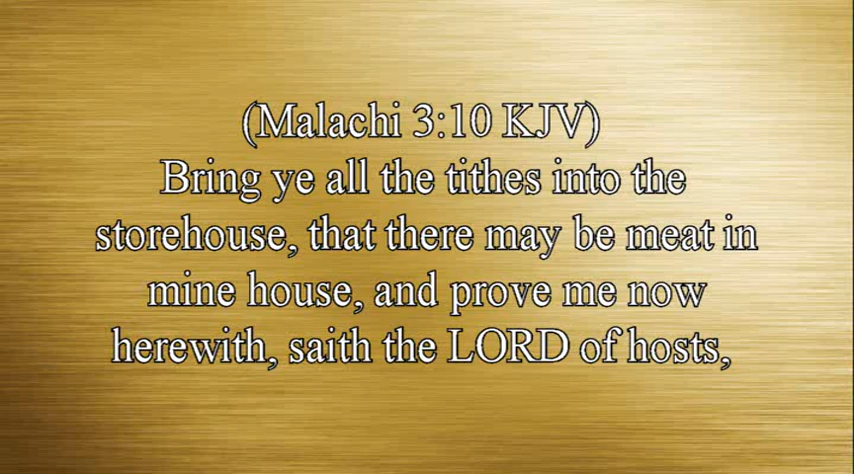 (Malachi 3:10 KJV)
Bring ye all the tithes into the
storehouse, that there may be meat in
mine house, and prove me now
herewith, saith the LORD of hosts,